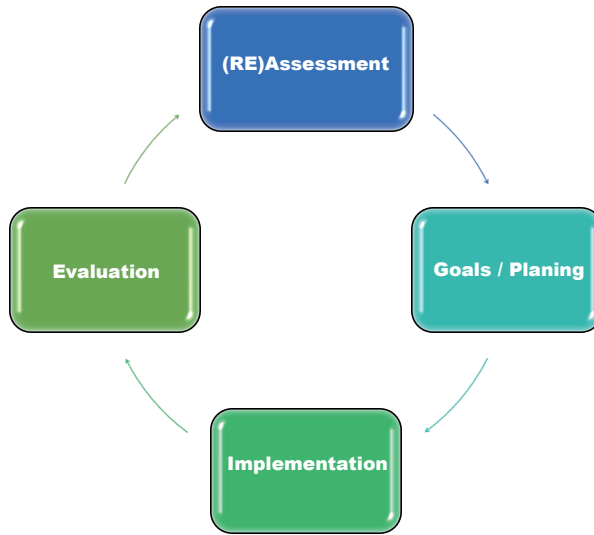 (RE)Assessment
Goals / Planing
Implementation
Evaluation